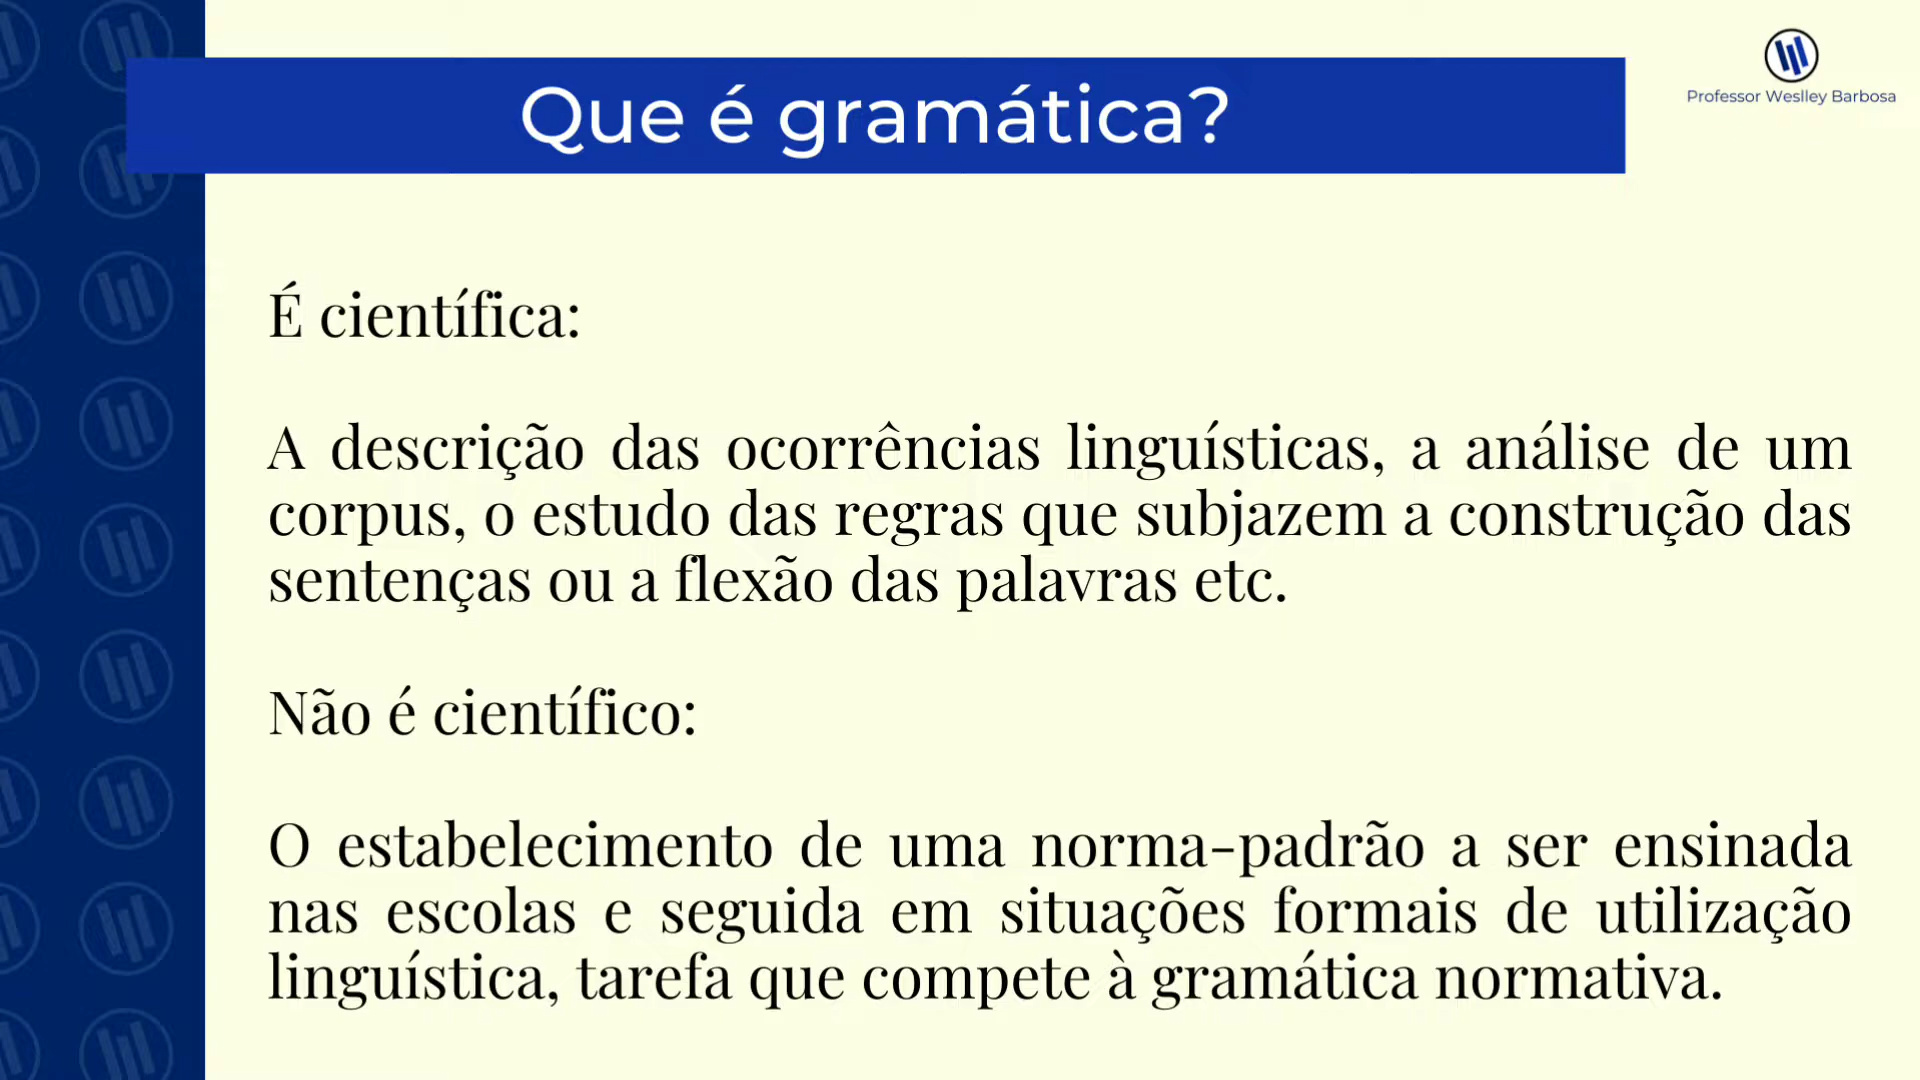 Que é gramática?
Professor Weslley Barbosa
É científica:
A descrição das ocorrências linguísticas, a análise de um
corpus, o estudo das regras que subjazem a construção das
sentenças ou a flexão das palavras etc.
Não é científico:
O estabelecimento de uma norma-padrão a ser ensinada
nas escolas e seguida em situações formais de utilização
linguística, tarefa que compete à gramática normativa.